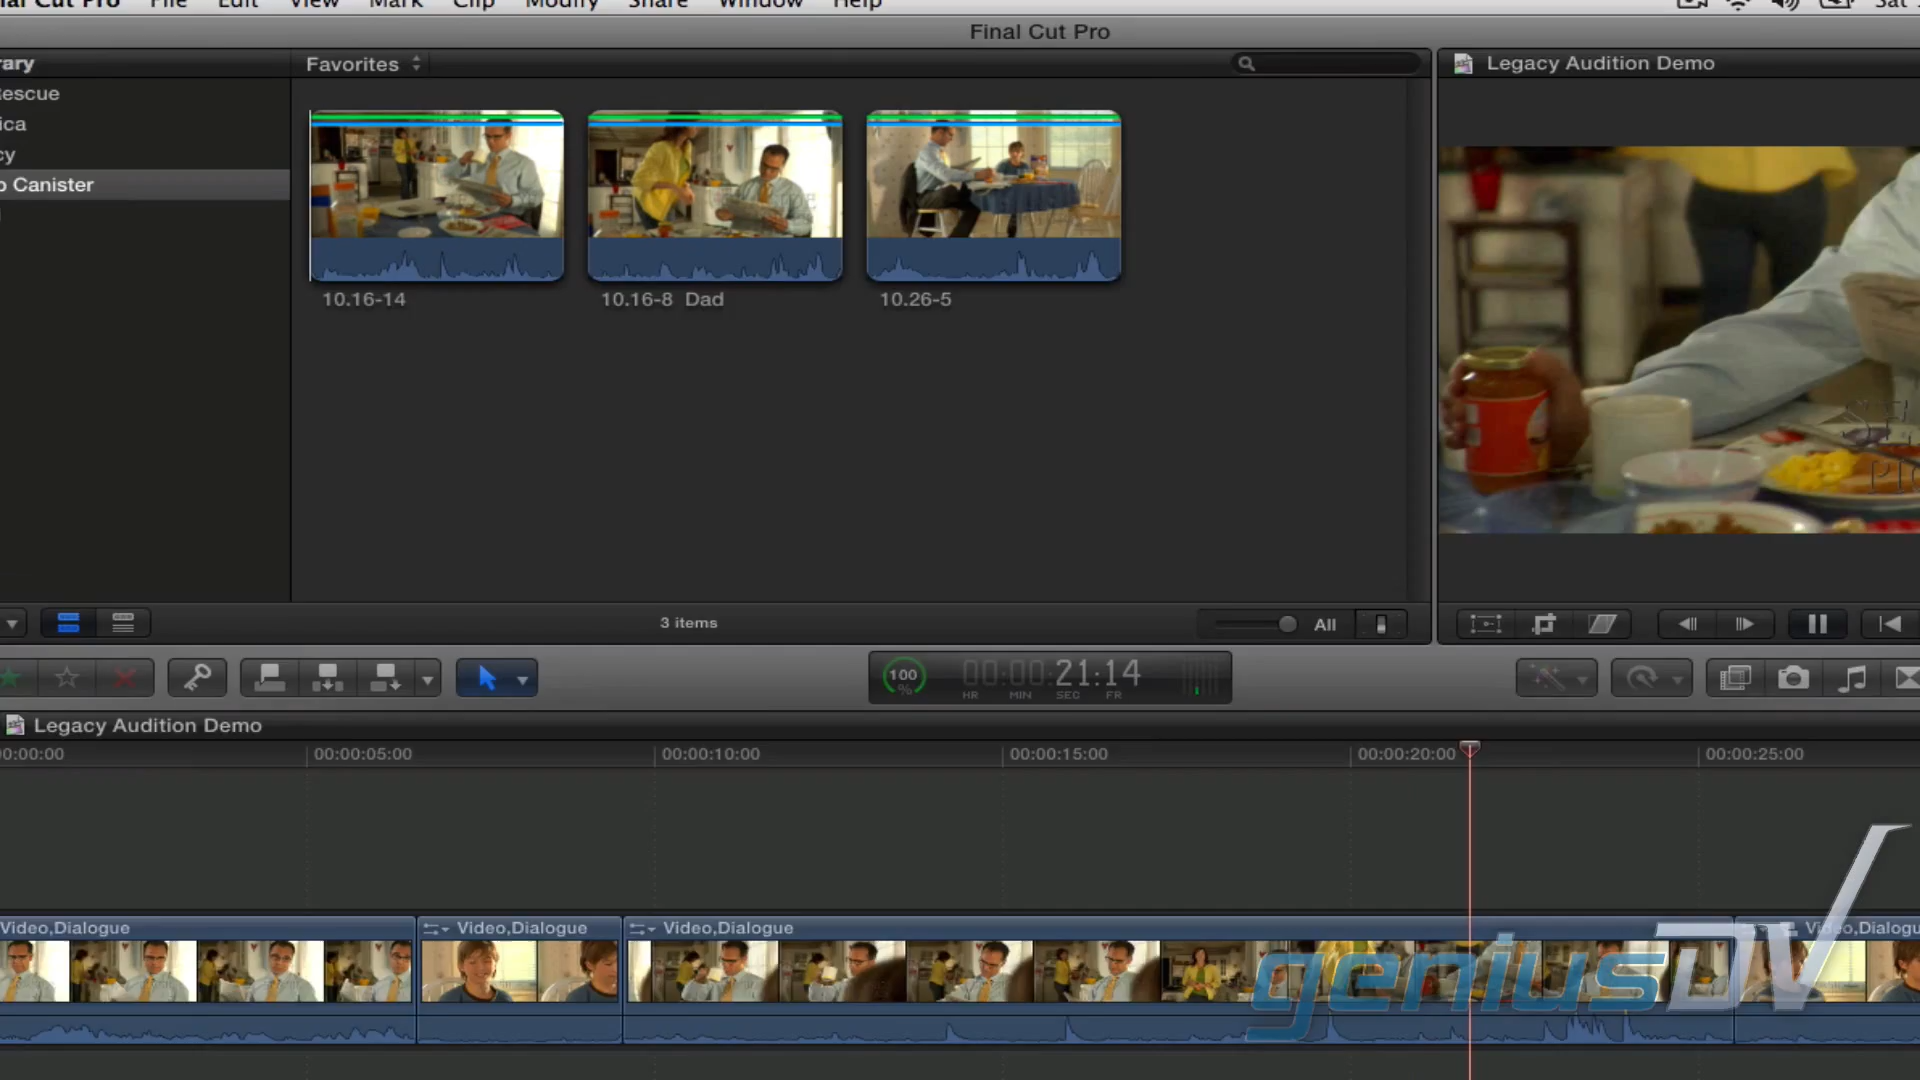 al Cut Pro File Edit View Mark Clip Modify Share Window Help Sat
Final Cut Pro
rary
Favorites
Legacy Audition Demo
Rescue
ica
cy
o Canister
10.16-14
10.16-8 Dad
10.26-5
3 items
All
100
%
00:00:21:14
HR MIN SEC FR
Legacy Audition Demo
00:00:00
00:00:05:00
00:00:10:00
00:00:15:00
00:00:20:00
00:00:25:00
Video,Dialogue
Video,Dialogue
Video,Dialogue
Video,Dialogu
geniusDV